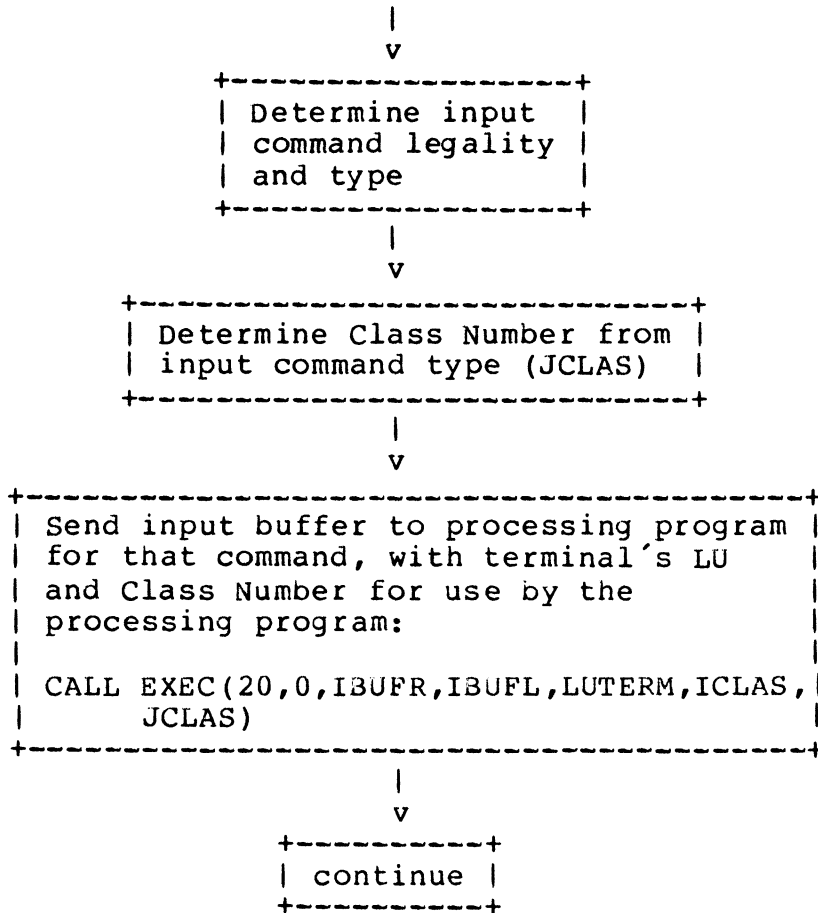 |
v
+-------------------+
| Determine input |
| command legality |
| and type |
+-------------------+
|
v
+------------------------------+
| Determine Class Number from |
| input command type (JCLAS) |
+------------------------------+
|
v
+------------------------------------------+
| Send input buffer to processing program |
| for that command, with terminal's LU |
| and Class Number for use by the |
| processing program: |
| |
| CALL EXEC(20,0,IBUFR,IBUFL,LUTERM,ICLAS, |
| JCLAS) |
+------------------------------------------+
|
v
+----------+
| continue |
+----------+